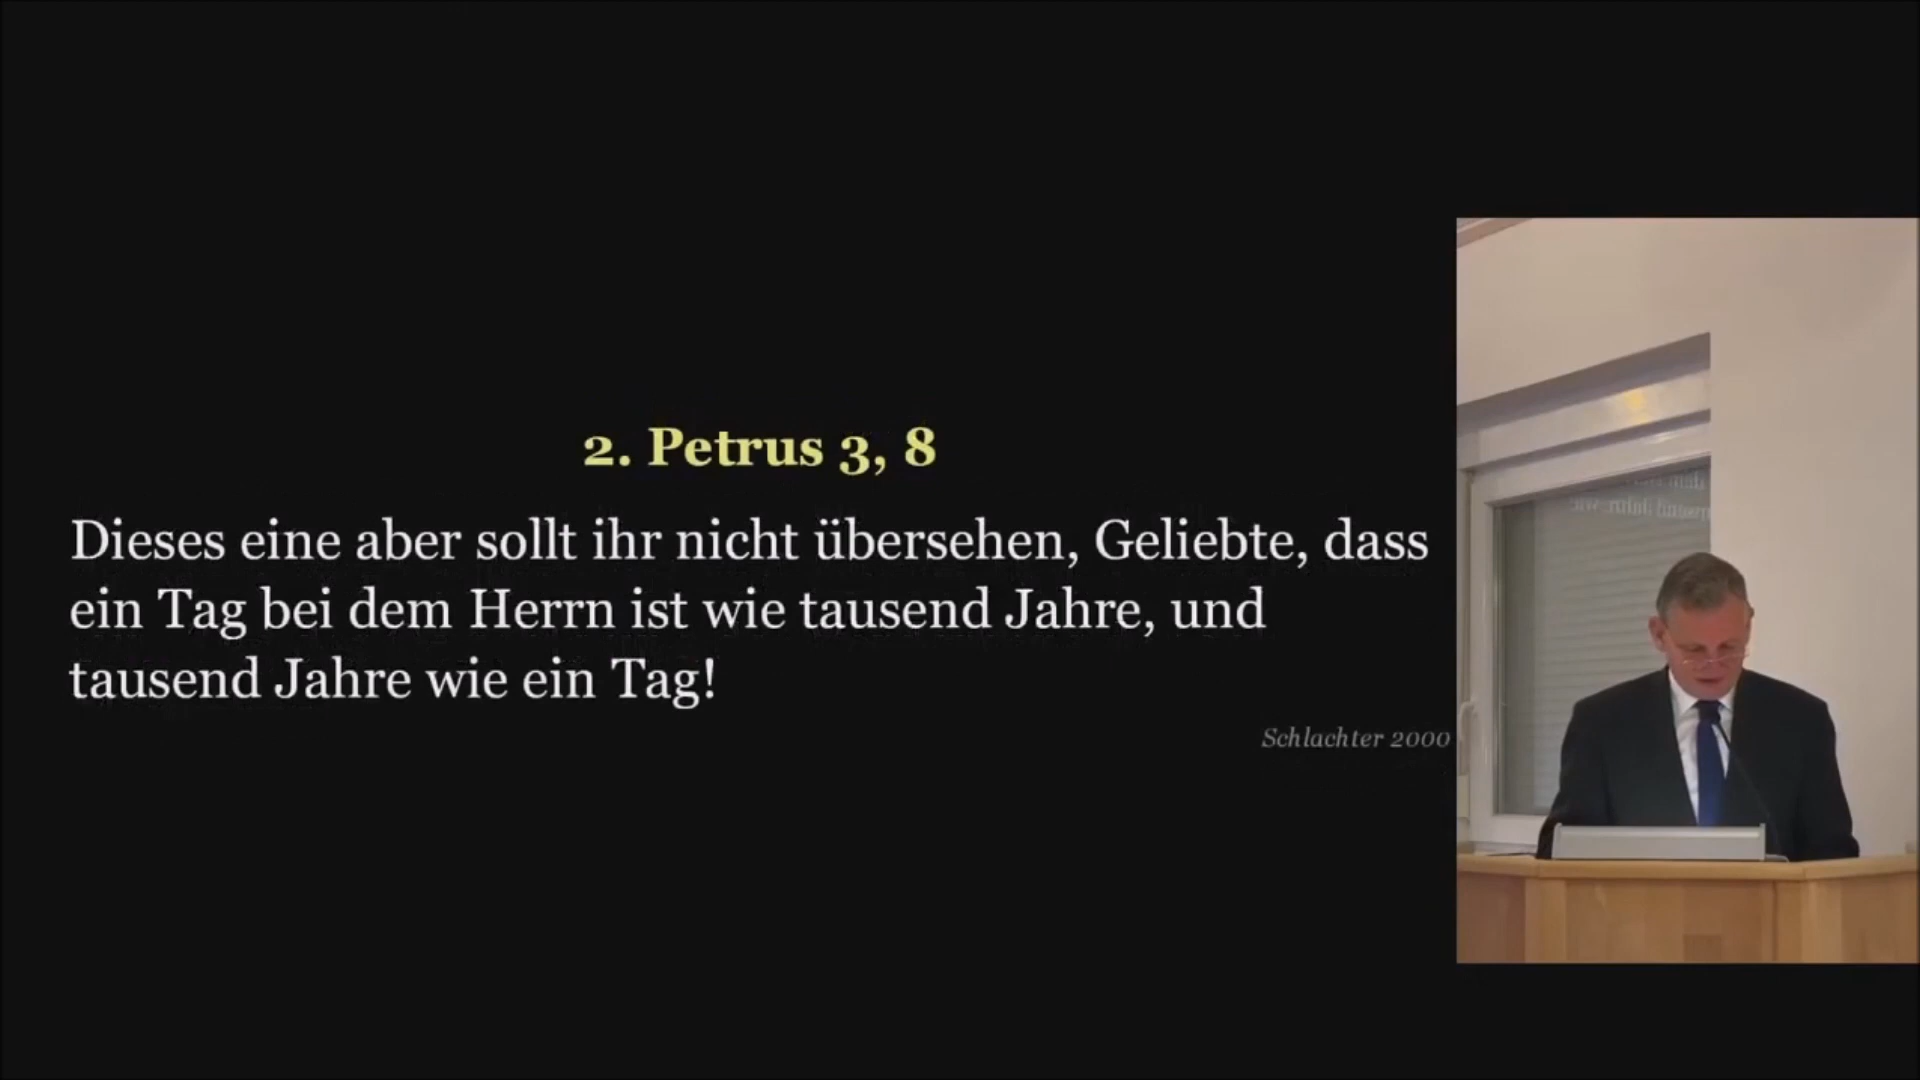 2. Petrus 3, 8
Dieses eine aber sollt ihr nicht übersehen, Geliebte, dass
ein Tag bei dem Herrn ist wie tausend Jahre, und
tausend Jahre wie ein Tag!
Schlachter 2000